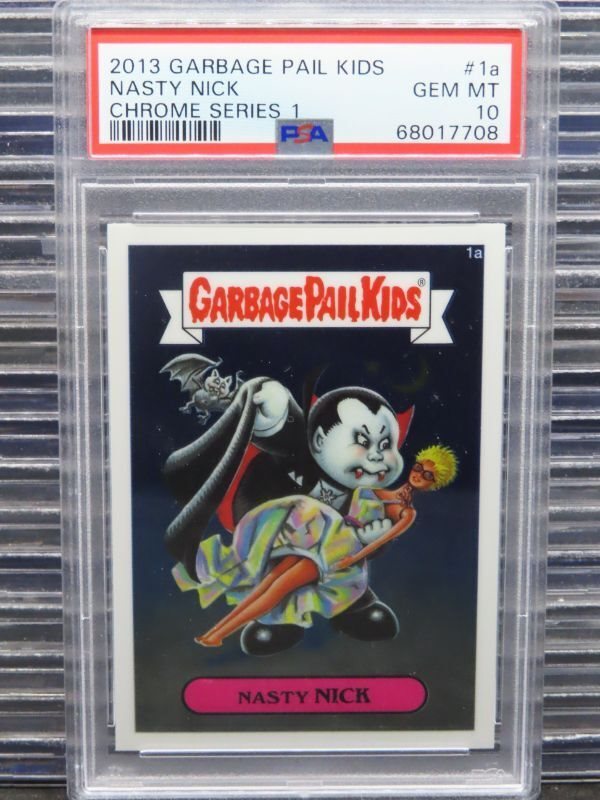 2013 GARBAGE PAIL KIDS #1a
NASTY NICK GEM MT
CHROME SERIES 1 10
PSA 68017708
1a
GARBAGE PAIL KIDS®
NASTY NICK